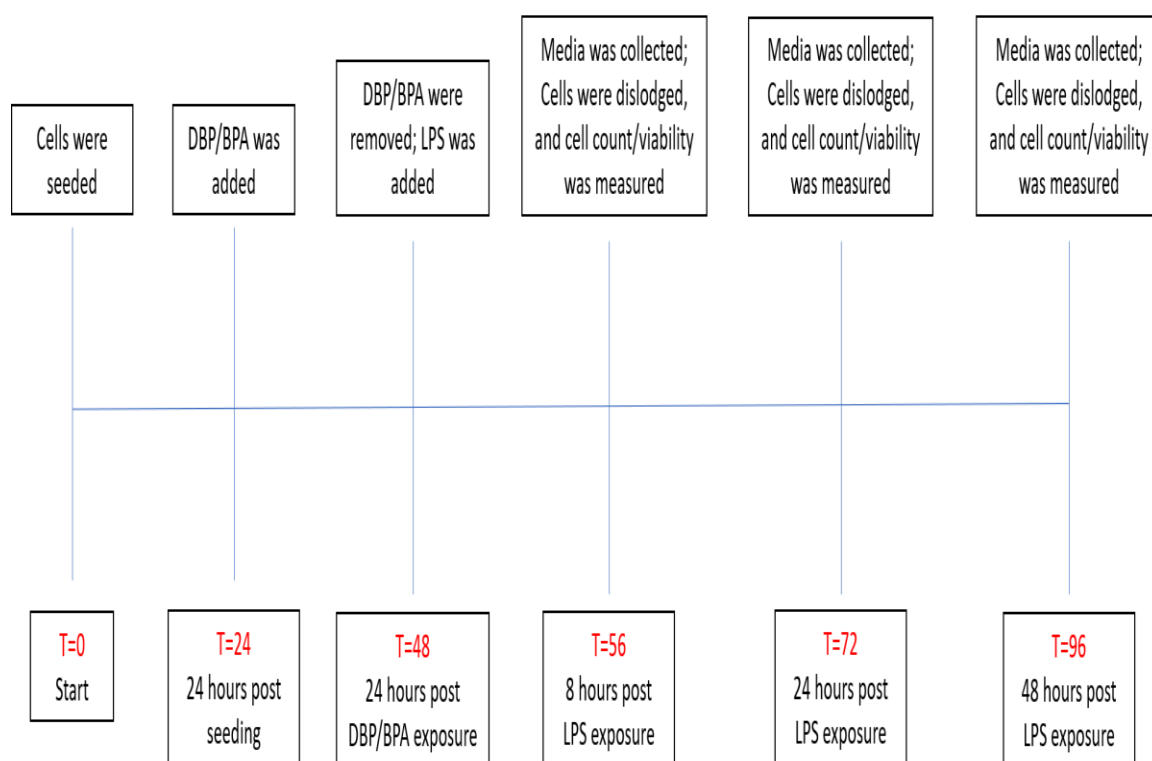 Cells were
seeded
DBP/BPA was
added
DBP/BPA were
removed; LPS was
added
Media was collected;
Cells were dislodged,
and cell count/viability
was measured
Media was collected;
Cells were dislodged,
and cell count/viability
was measured
Media was collected;
Cells were dislodged,
and cell count/viability
was measured
T=0
Start
T=24
24 hours post
seeding
T=48
24 hours post
DBP/BPA exposure
T=56
8 hours post
LPS exposure
T=72
24 hours post
LPS exposure
T=96
48 hours post
LPS exposure